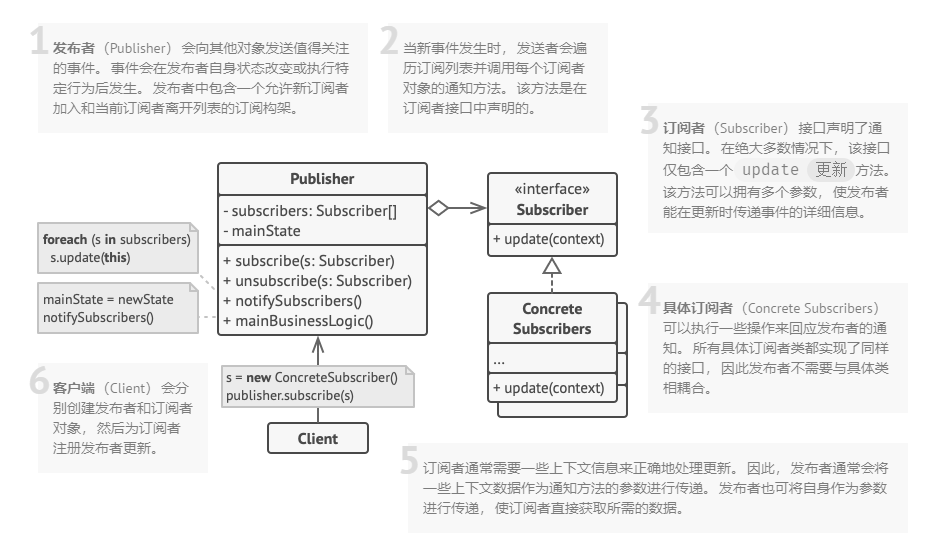 1
发布者（Publisher）会向其他对象发送值得关注
的事件。事件会在发布者自身状态改变或执行特
定行为后发生。发布者中包含一个允许新订阅者
加入和当前订阅者离开列表的订阅构架。
2
当新事件发生时，发送者会遍
历订阅列表并调用每个订阅者
对象的通知方法。该方法是在
订阅者接口中声明的。
3
订阅者（Subscriber）接口声明了通
知接口。在绝大多数情况下，该接口
仅包含一个 update 更新 方法。
该方法可以拥有多个参数，使发布者
能在更新时传递事件的详细信息。
Publisher
- subscribers: Subscriber[]
- mainState
+ subscribe(s: Subscriber)
+ unsubscribe(s: Subscriber)
+ notifySubscribers()
+ mainBusinessLogic()
«interface»
Subscriber
+ update(context)
foreach (s in subscribers)
s.update(this)
mainState = newState
notifySubscribers()
Concrete
Subscribers
...
+ update(context)
4
具体订阅者（Concrete Subscribers）
可以执行一些操作来回应发布者的通
知。所有具体订阅者类都实现了同样
的接口，因此发布者不需要与具体类
相耦合。
s = new ConcreteSubscriber()
publisher.subscribe(s)
Client
6
客户端（Client）会分
别创建发布者和订阅者
对象，然后为订阅者
注册发布者更新。
5
订阅者通常需要一些上下文信息来正确地处理更新。因此，发布者通常会将
一些上下文数据作为通知方法的参数进行传递。发布者也可将自身作为参数
进行传递，使订阅者直接获取所需的数据。